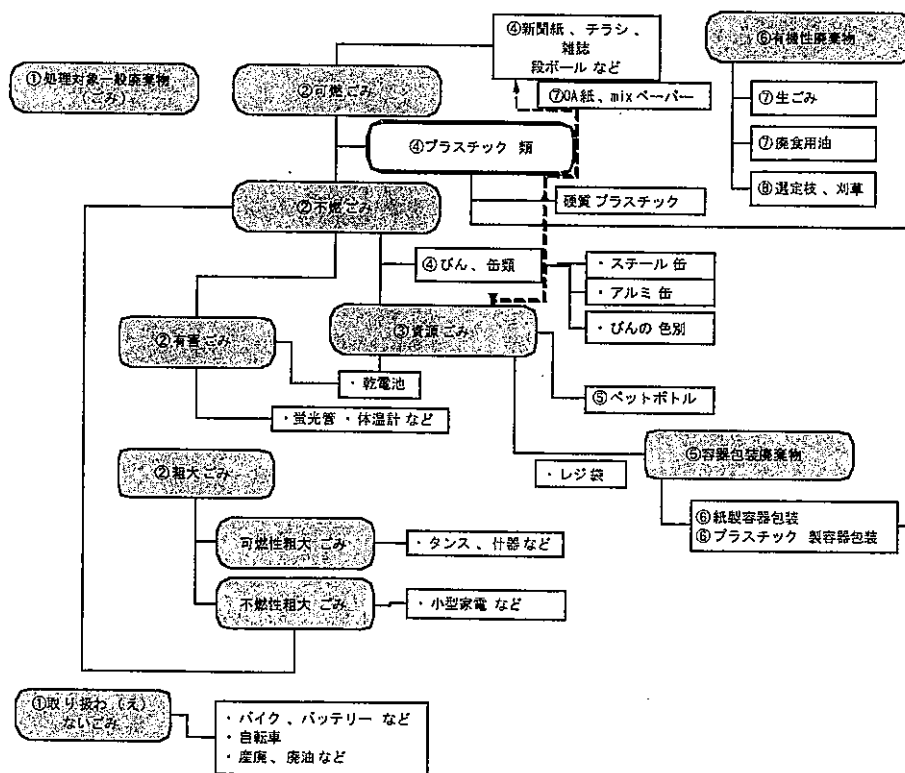 ④新聞紙、チラシ、
雑誌
段ボール など
⑥有機性廃棄物
①処理対象一般廃棄物
(ごみ)
②可燃ごみ
⑦OA紙、mixペーパー
⑦生ごみ
④プラスチック 類
⑦廃食用油
⑧選定枝、刈草
②不燃ごみ
硬質プラスチック
④びん、缶類
・スチール缶
・アルミ缶
・びんの色別
③資源ごみ
②有害ごみ
・乾電池
⑤ペットボトル
・蛍光管・体温計など
⑤容器包装廃棄物
・レジ袋
②粗大ごみ
⑥紙製容器包装
⑥プラスチック 製容器包装
可燃性粗大 ごみ
・タンス、什器など
不燃性粗大 ごみ
・小型家電 など
①取り扱わ(え)
ないごみ
・バイク、バッテリー など
・自転車
・産廃、廃油など